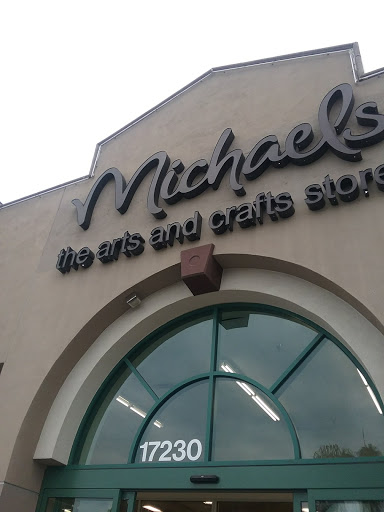 Michaels
the arts and crafts store
17230